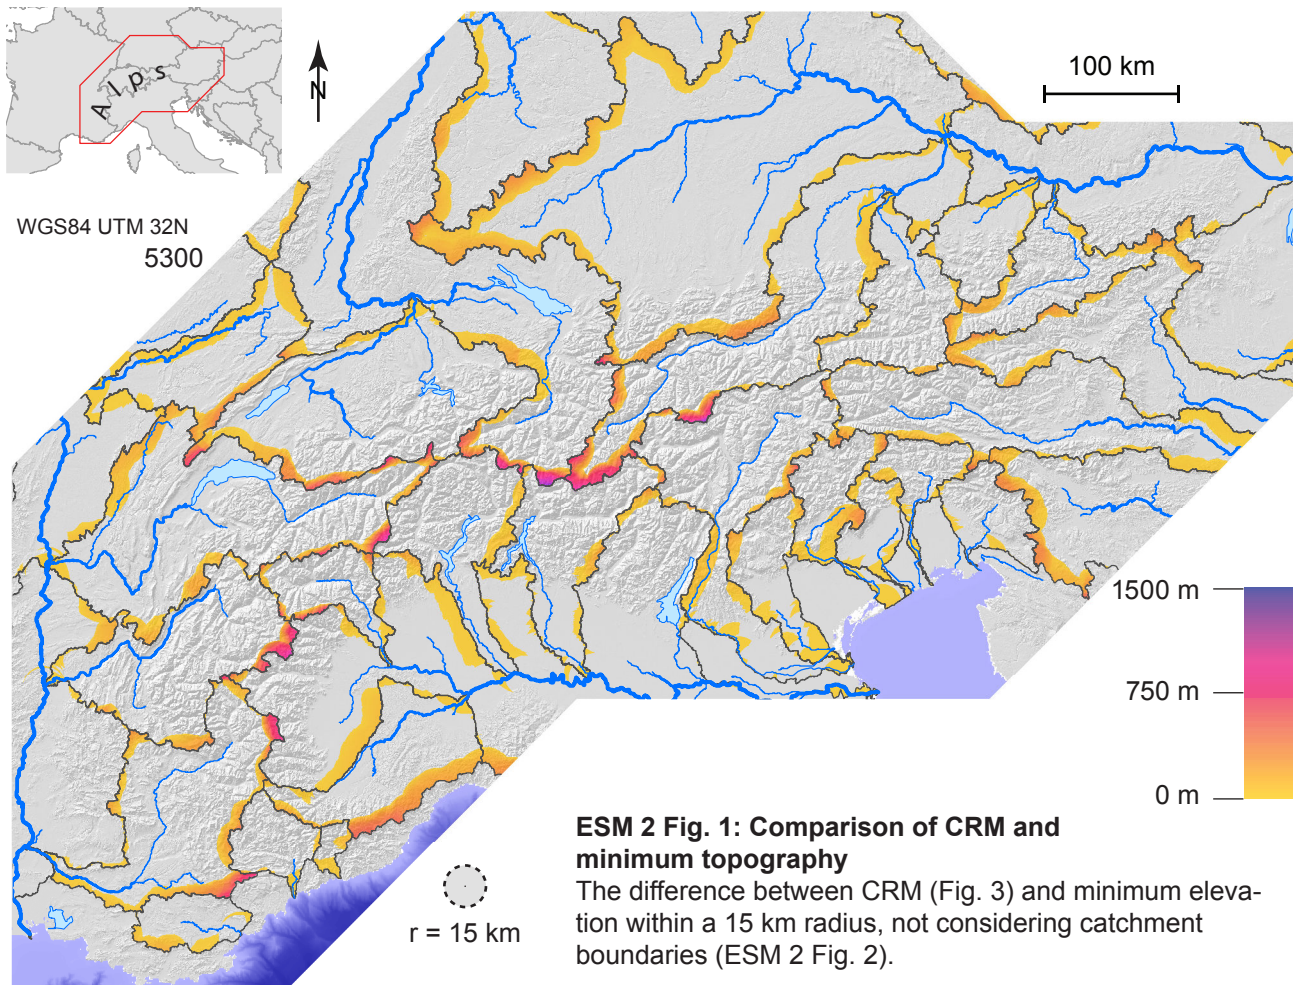 Alps
N
100 km
WGS84 UTM 32N
5300
1500 m
750 m
0 m
r = 15 km
ESM 2 Fig. 1: Comparison of CRM and
minimum topography
The difference between CRM (Fig. 3) and minimum eleva-
tion within a 15 km radius, not considering catchment
boundaries (ESM 2 Fig. 2).